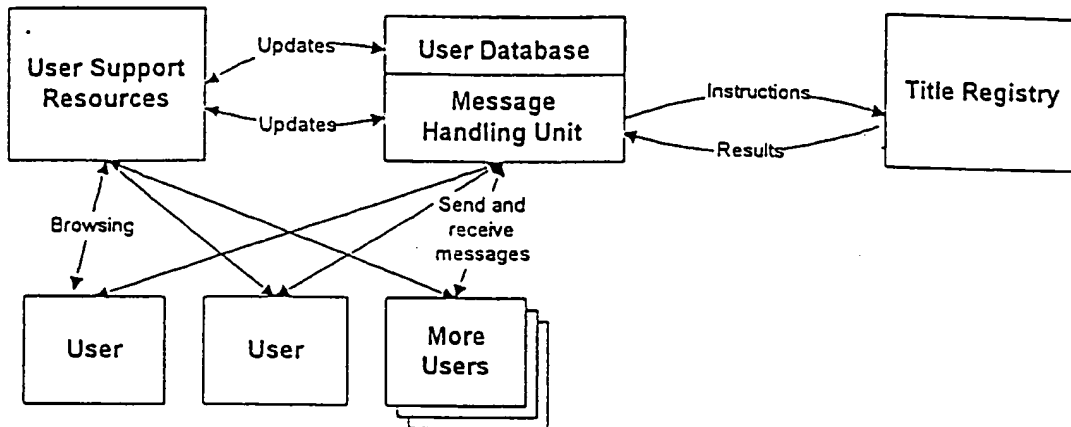 User Support
Resources
Updates
Updates
User Database
Message
Handling Unit
Instructions
Results
Title Registry
Browsing
Send and
receive
messages
User
User
More
Users